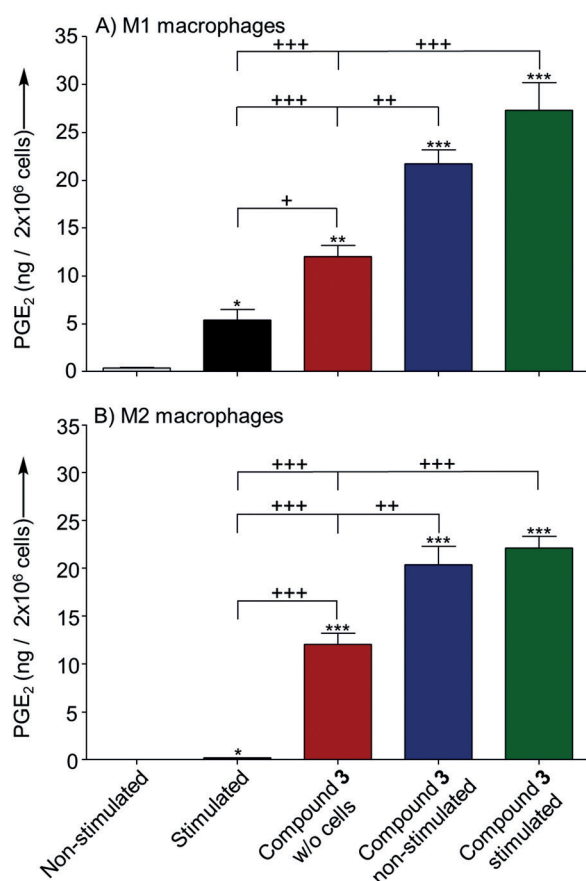 A) M1 macrophages
PGE₂ (ng / 2x10⁶ cells)
35
30
25
20
15
10
5
0
+++
+++
+++
++
+
*
**
***
***
B) M2 macrophages
PGE₂ (ng / 2x10⁶ cells)
35
30
25
20
15
10
5
0
+++
+++
+++
++
+++
*
***
***
***
Non-stimulated
Stimulated
Compound 3
w/o cells
Compound 3
non-stimulated
Compound 3
stimulated